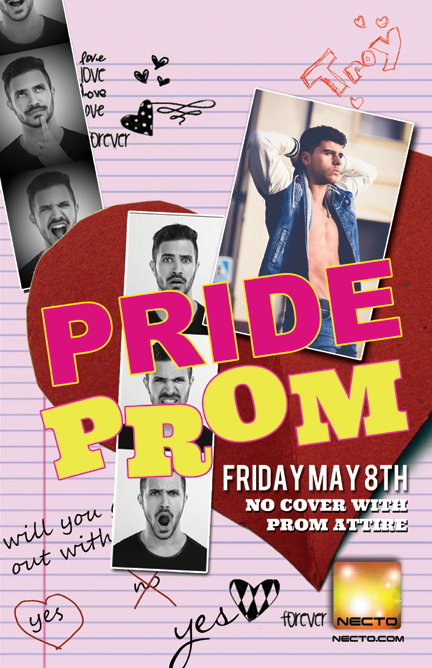 love
LOVE
Love
ove
forever
Troy
PRIDE
PROM
FRIDAY MAY 8TH
NO COVER WITH
PROM ATTIRE
will you
out with
no
yes
yes
forever
NECTO
NECTO.COM